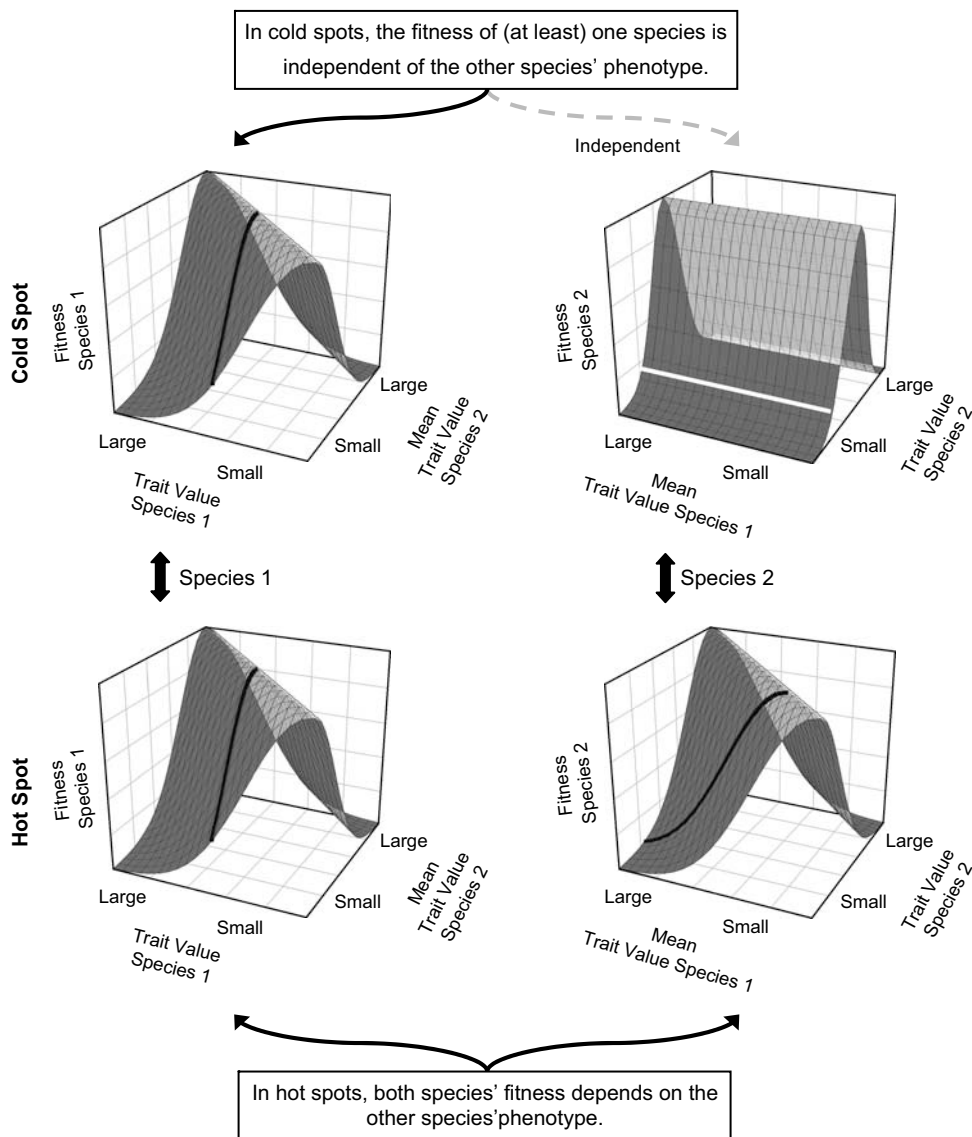 In cold spots, the fitness of (at least) one species is
independent of the other species’ phenotype.
Independent
Cold Spot
Fitness
Species 1
Large
Small
Trait Value
Species 1
Large
Small
Mean
Trait Value
Species 2
Fitness
Species 2
Large
Small
Mean
Trait Value Species 1
Large
Small
Trait Value
Species 2
Species 1
Species 2
Hot Spot
Fitness
Species 1
Large
Small
Trait Value
Species 1
Large
Small
Mean
Trait Value
Species 2
Fitness
Species 2
Large
Small
Mean
Trait Value Species 1
Large
Small
Trait Value
Species 2
In hot spots, both species’ fitness depends on the
other species’phenotype.